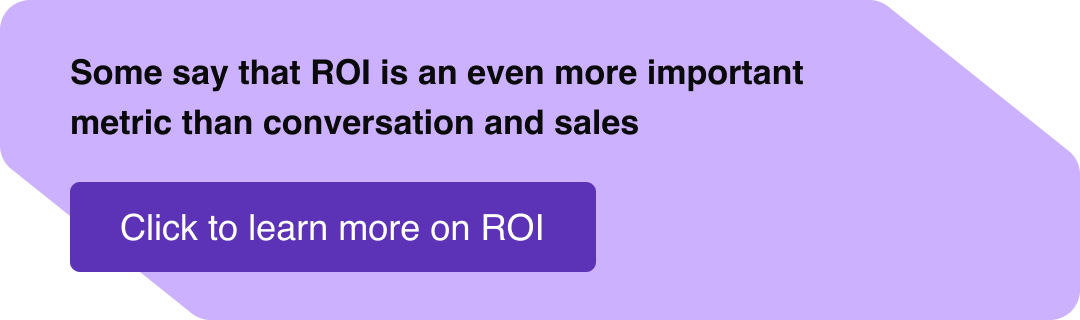 Some say that ROI is an even more important
metric than conversation and sales
Click to learn more on ROI